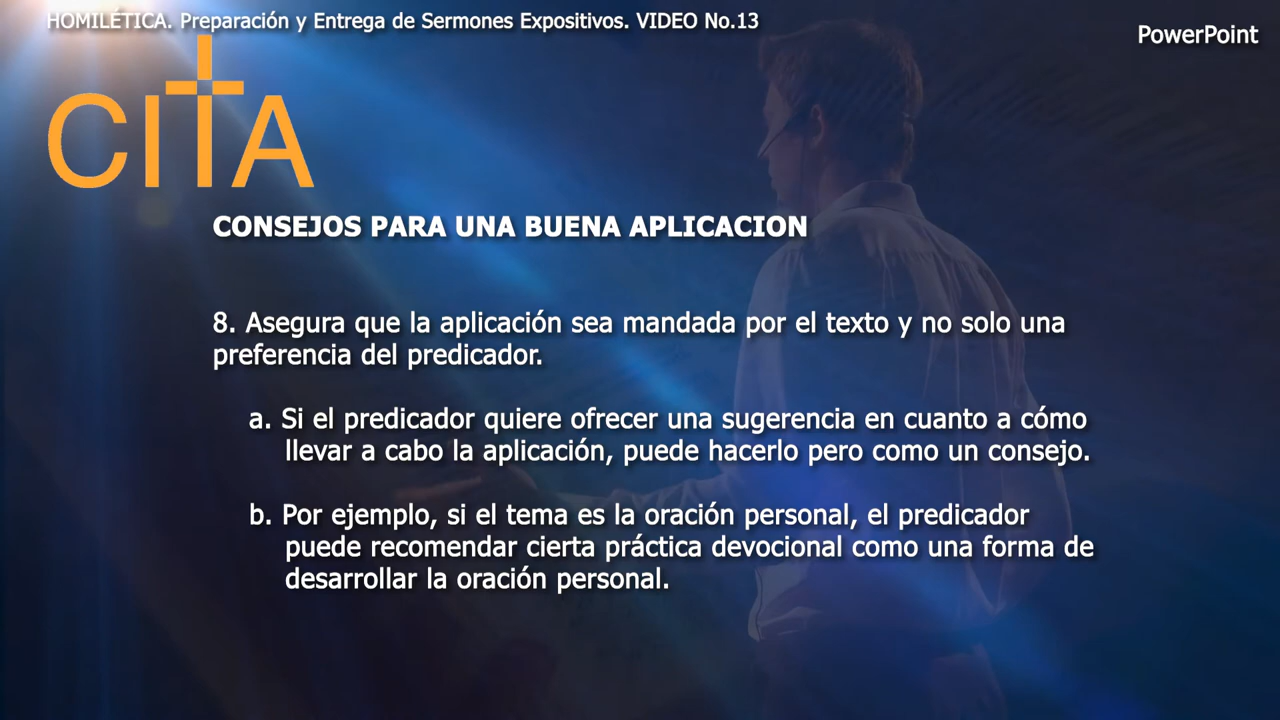 HOMILÉTICA. Preparación y Entrega de Sermones Expositivos. VIDEO No.13
PowerPoint
CITA
CONSEJOS PARA UNA BUENA APLICACION
8. Asegura que la aplicación sea mandada por el texto y no solo una
preferencia del predicador.
a. Si el predicador quiere ofrecer una sugerencia en cuanto a cómo
llevar a cabo la aplicación, puede hacerlo pero como un consejo.
b. Por ejemplo, si el tema es la oración personal, el predicador
puede recomendar cierta práctica devocional como una forma de
desarrollar la oración personal.